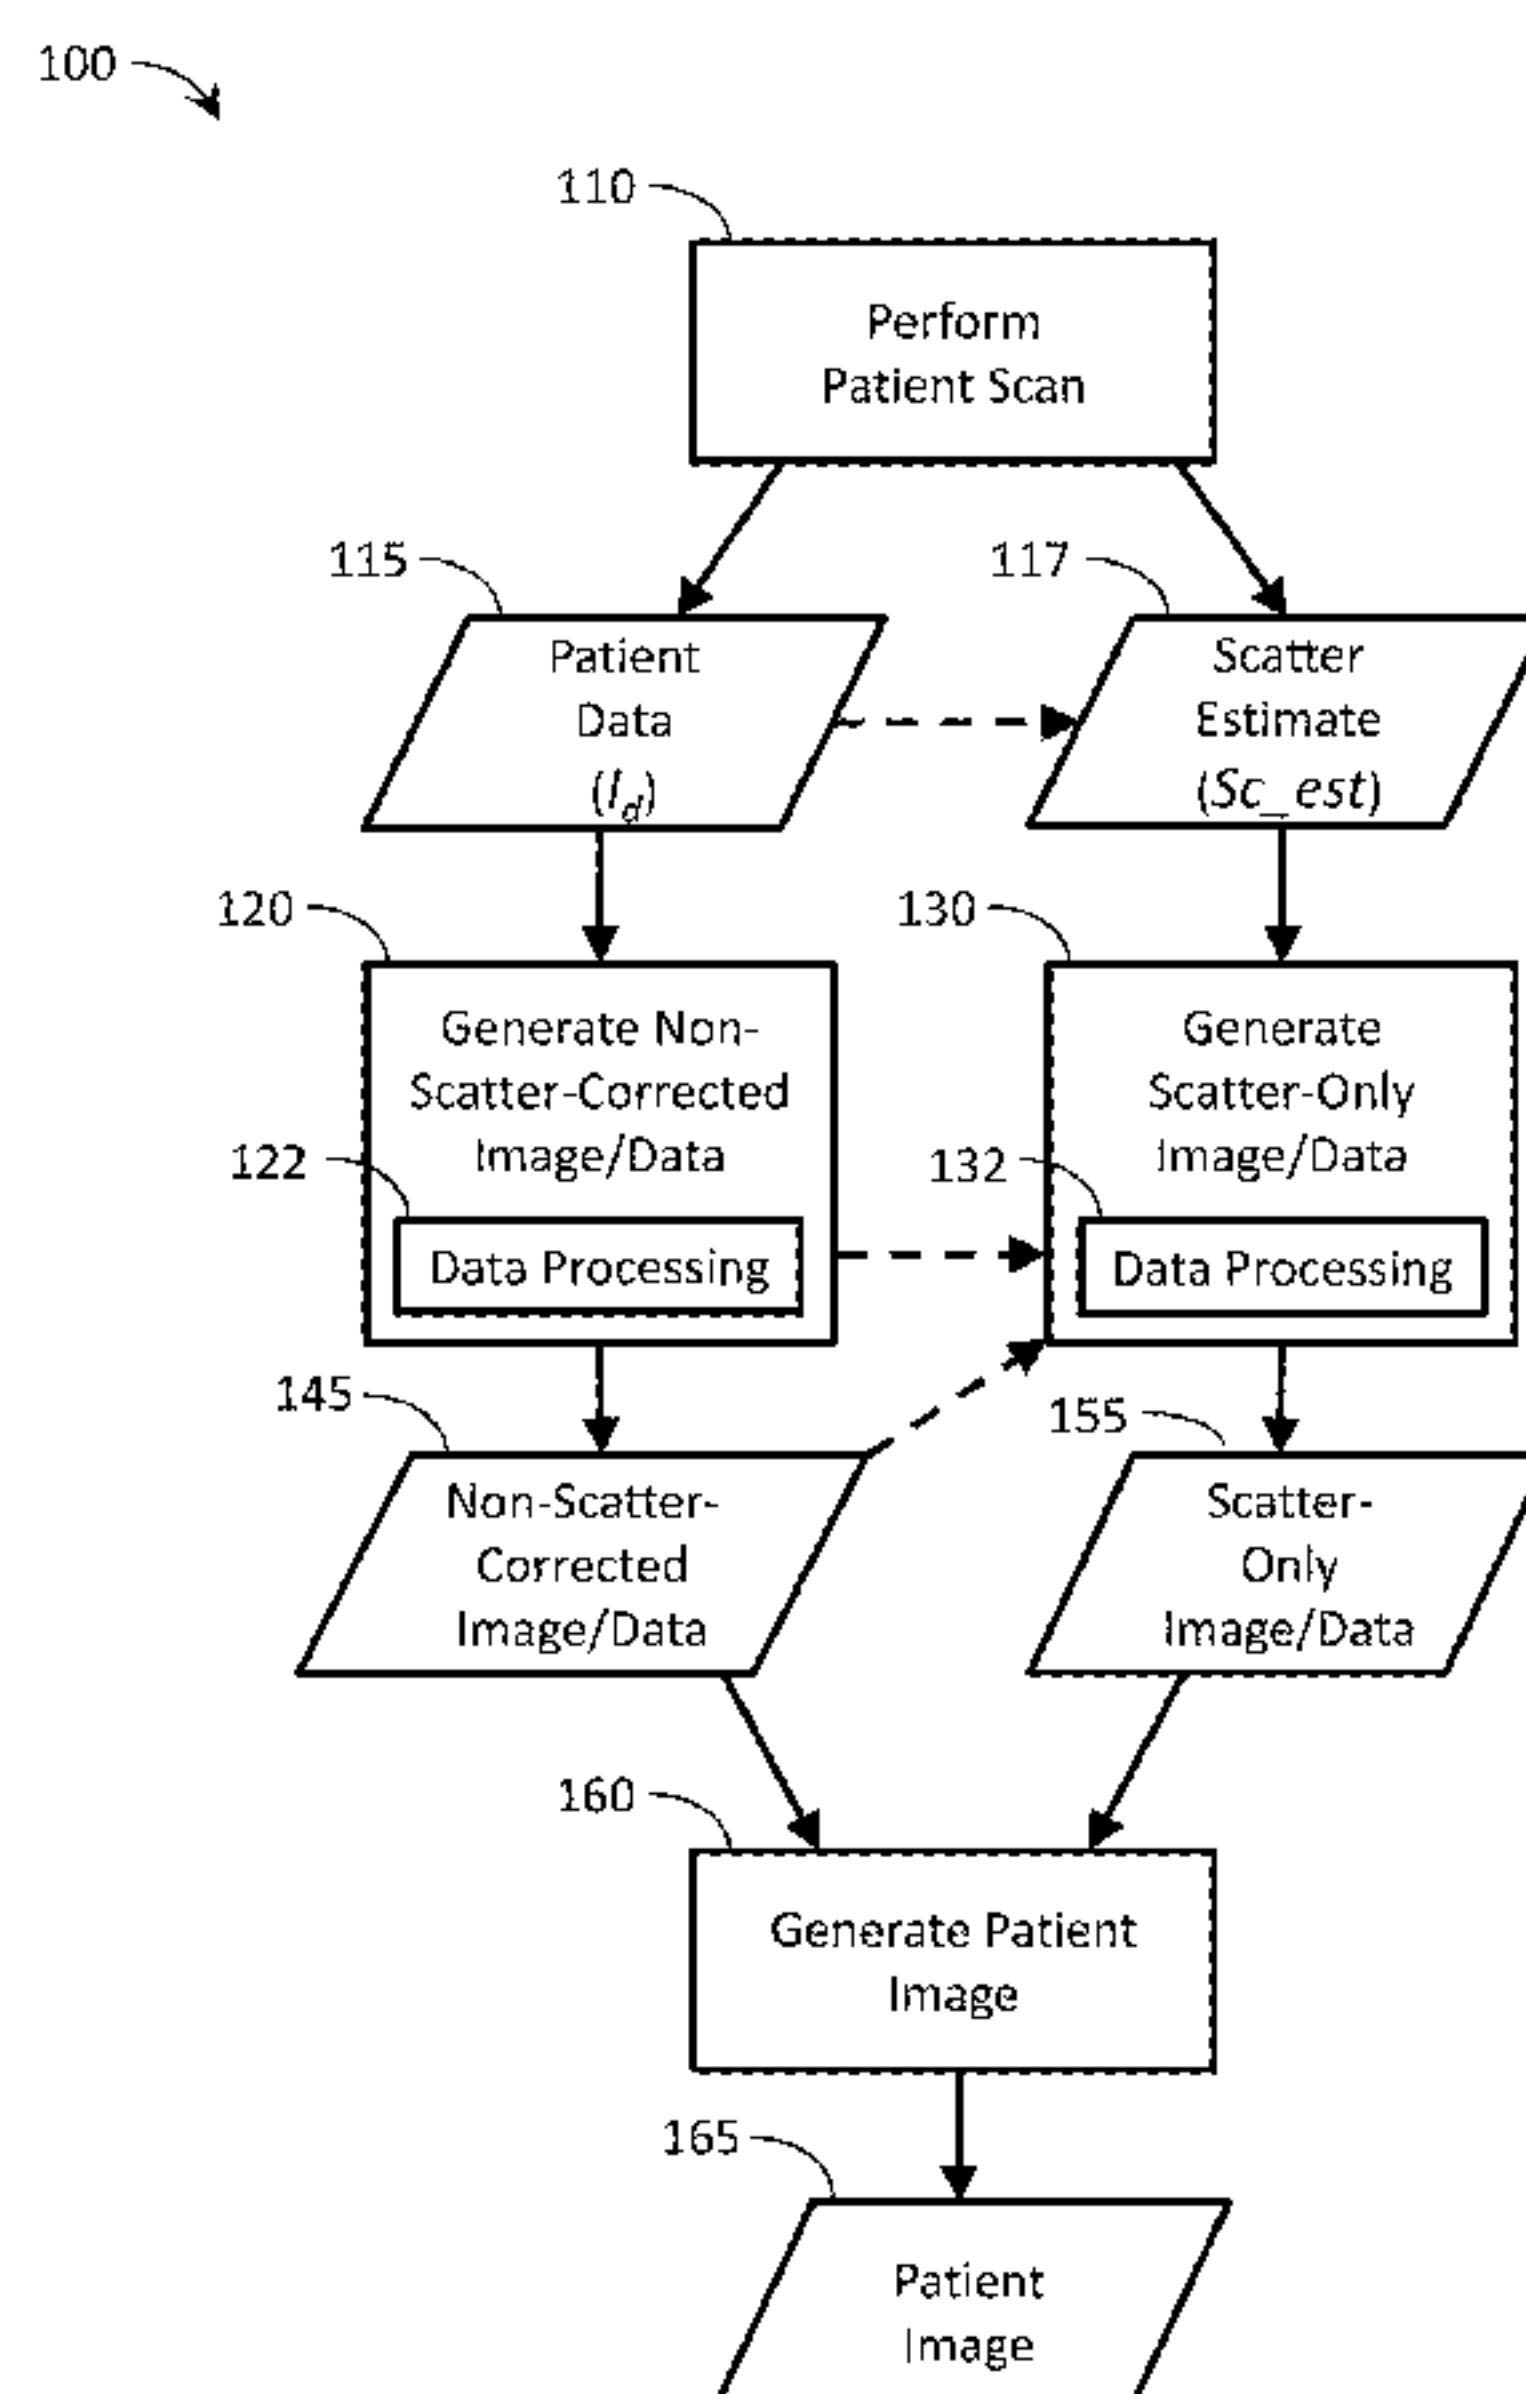 100
110
Perform
Patient Scan
115
117
Patient
Data
(I_d)
Scatter
Estimate
(Sc_est)
120
130
Generate Non-
Scatter-Corrected
Image/Data
122
Data Processing
Generate
Scatter-Only
Image/Data
132
Data Processing
145
155
Non-Scatter-
Corrected
Image/Data
Scatter-
Only
Image/Data
160
Generate Patient
Image
165
Patient
Image